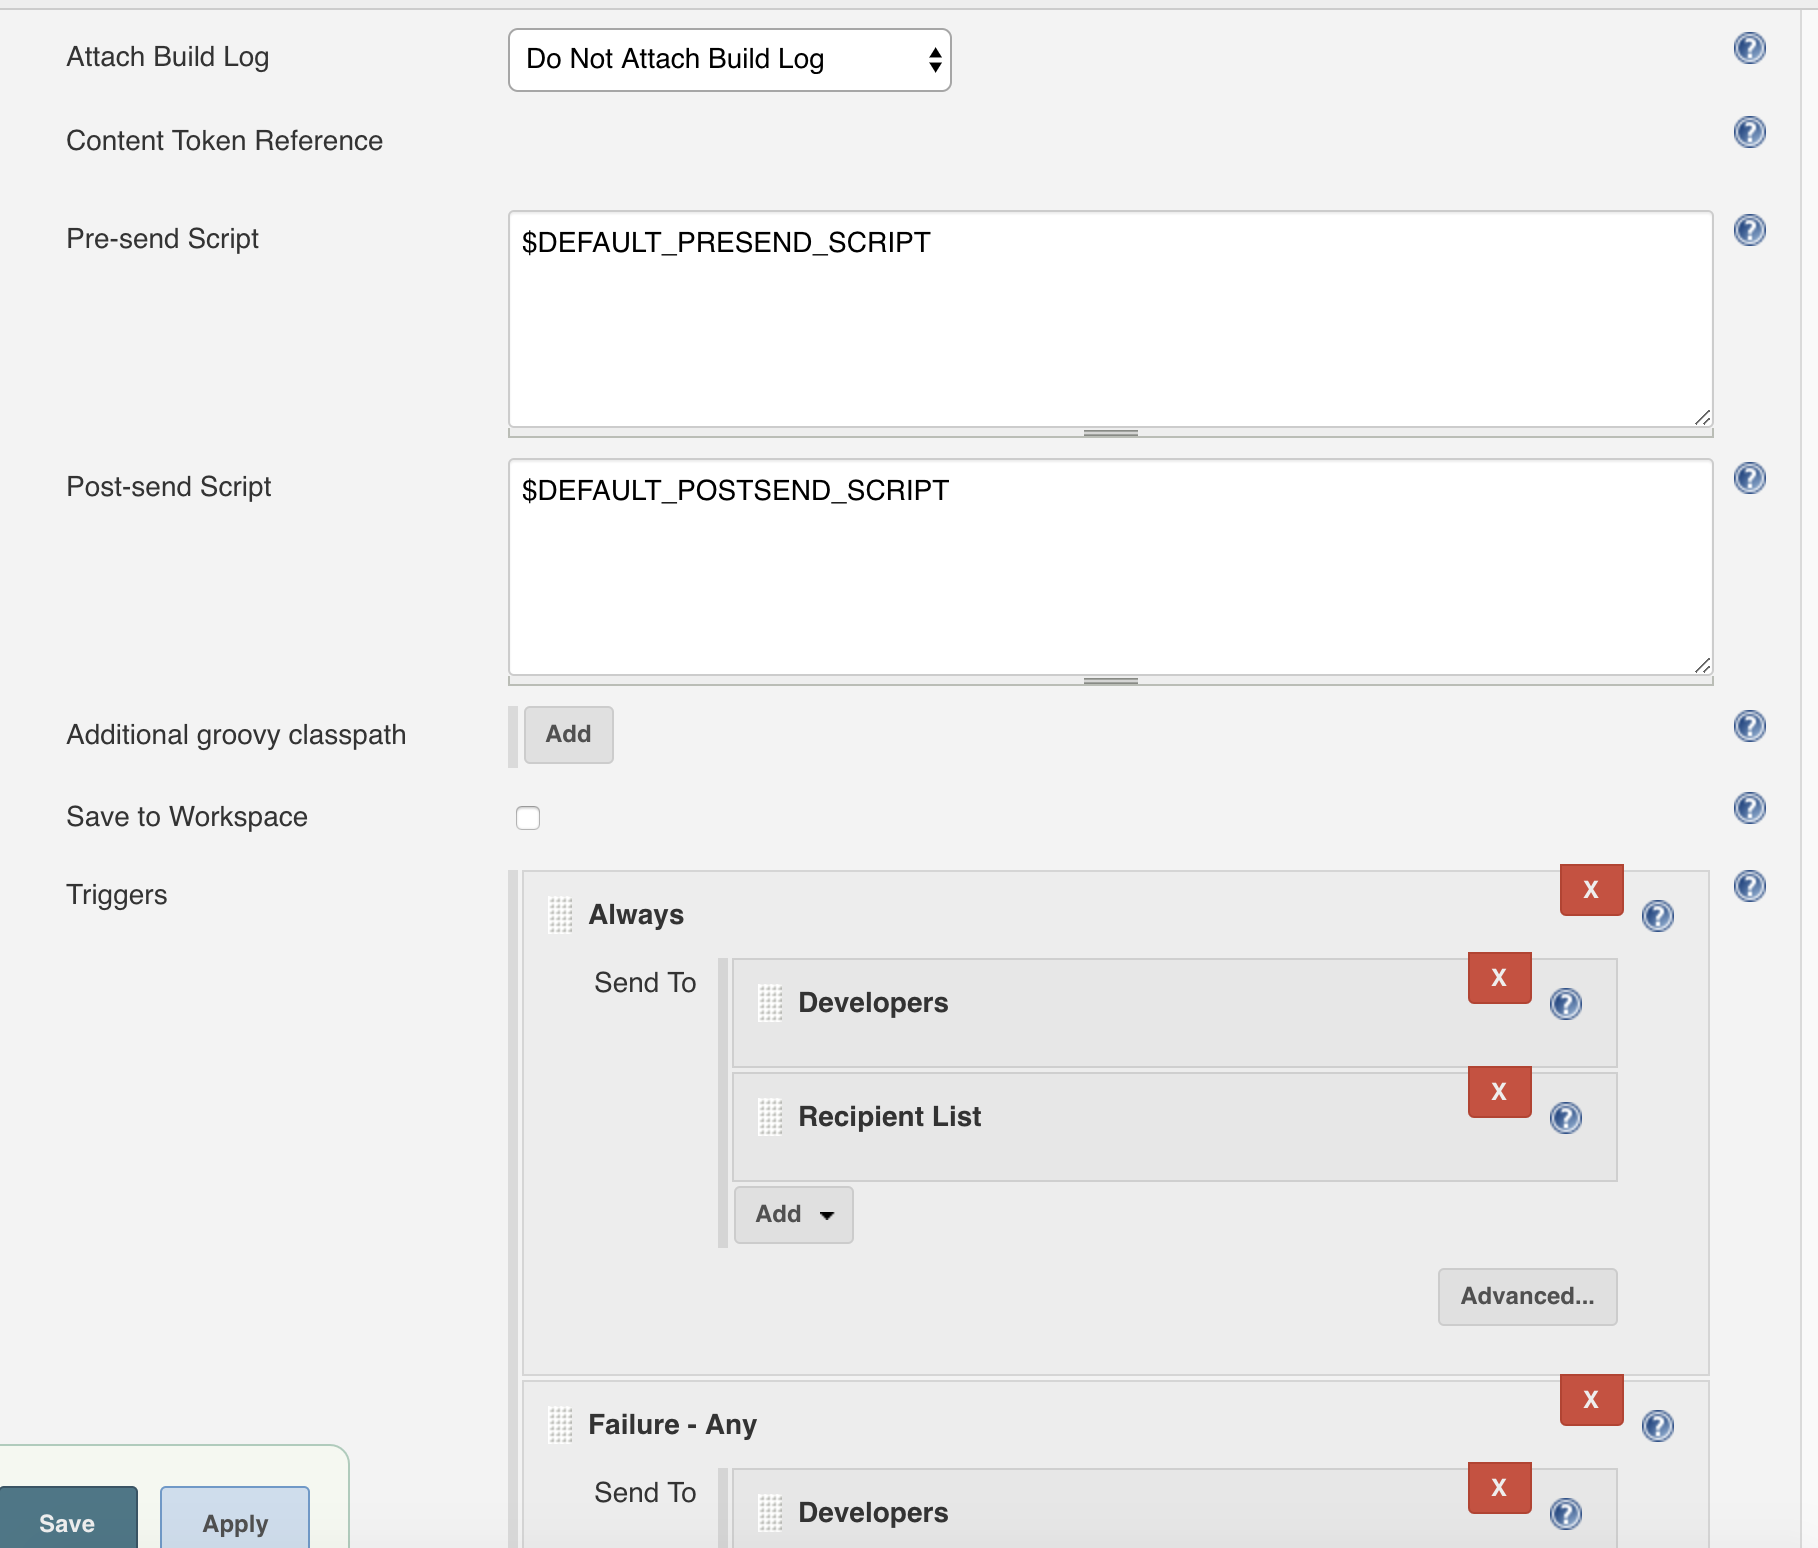 Attach Build Log
Do Not Attach Build Log
Content Token Reference
Pre-send Script
$DEFAULT_PRESEND_SCRIPT
Post-send Script
$DEFAULT_POSTSEND_SCRIPT
Additional groovy classpath
Add
Save to Workspace
Triggers
X
Always
Send To
X
Developers
X
Recipient List
Add
Advanced...
X
Failure - Any
Send To
X
Developers
Save
Apply